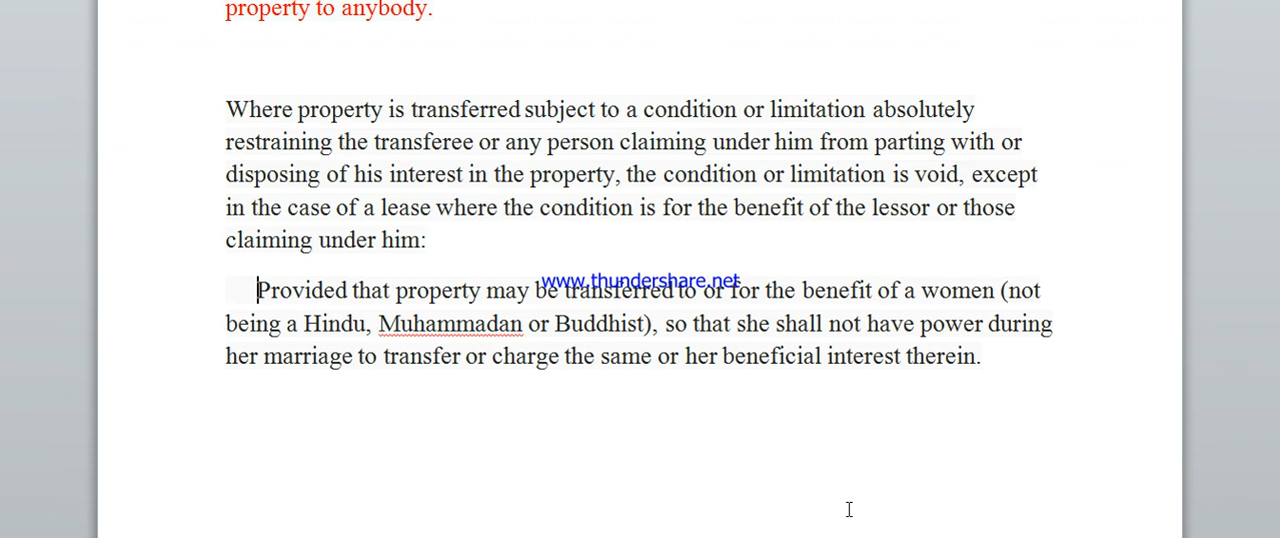 property to anybody.
Where property is transferred subject to a condition or limitation absolutely
restraining the transferee or any person claiming under him from parting with or
disposing of his interest in the property, the condition or limitation is void, except
in the case of a lease where the condition is for the benefit of the lessor or those
claiming under him:
www.thundershare.net
Provided that property may be transferred to or for the benefit of a women (not
being a Hindu, Muhammadan or Buddhist), so that she shall not have power during
her marriage to transfer or charge the same or her beneficial interest therein.